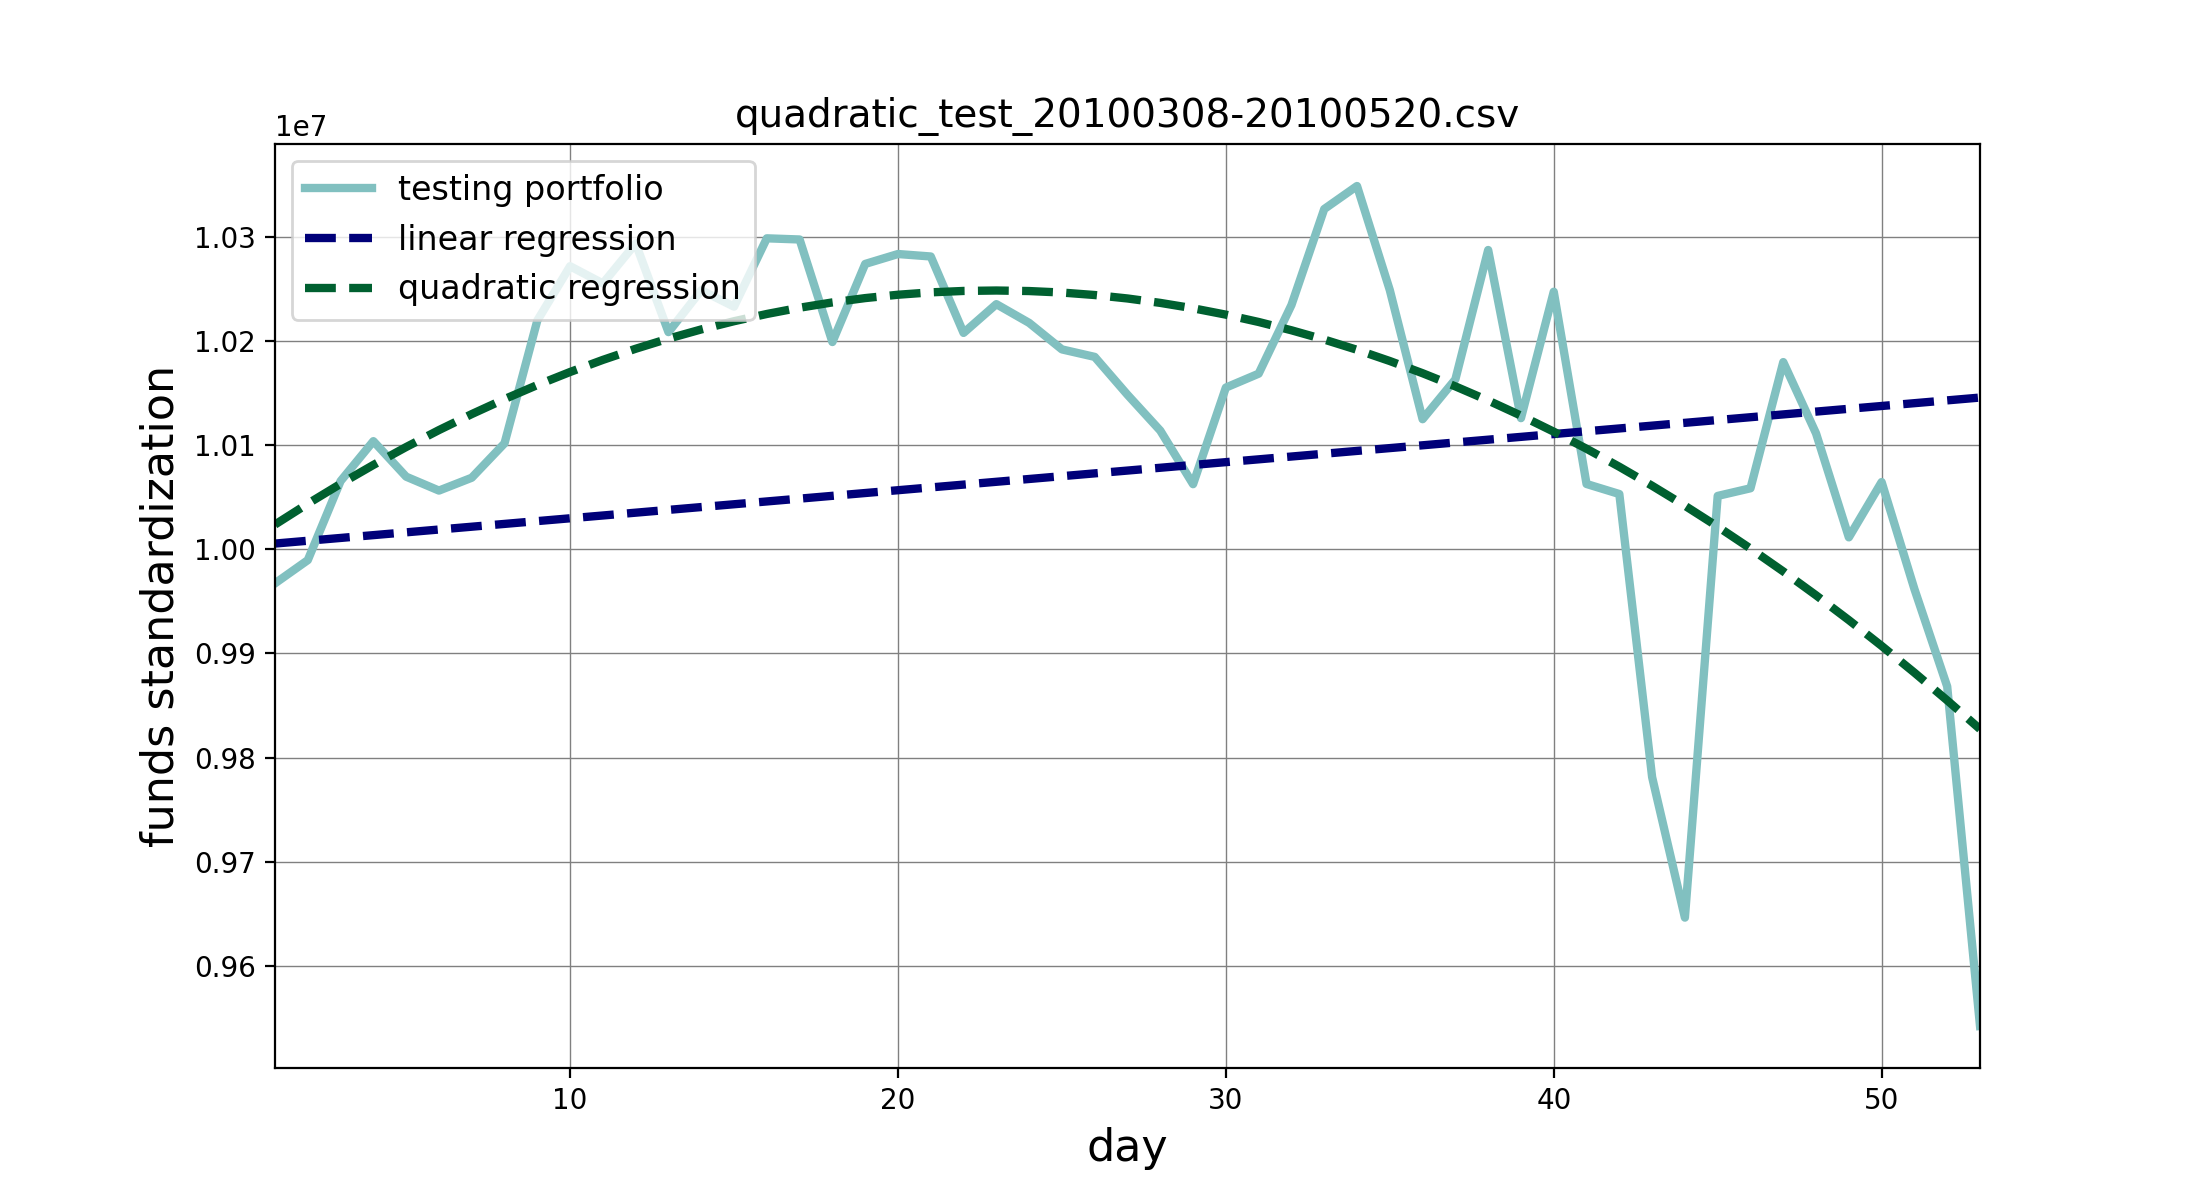 quadratic_test_20100308-20100520.csv
1e7
testing portfolio
linear regression
quadratic regression
1.03
1.02
1.01
1.00
0.99
0.98
0.97
0.96
funds standardization
10 20 30 40 50
day